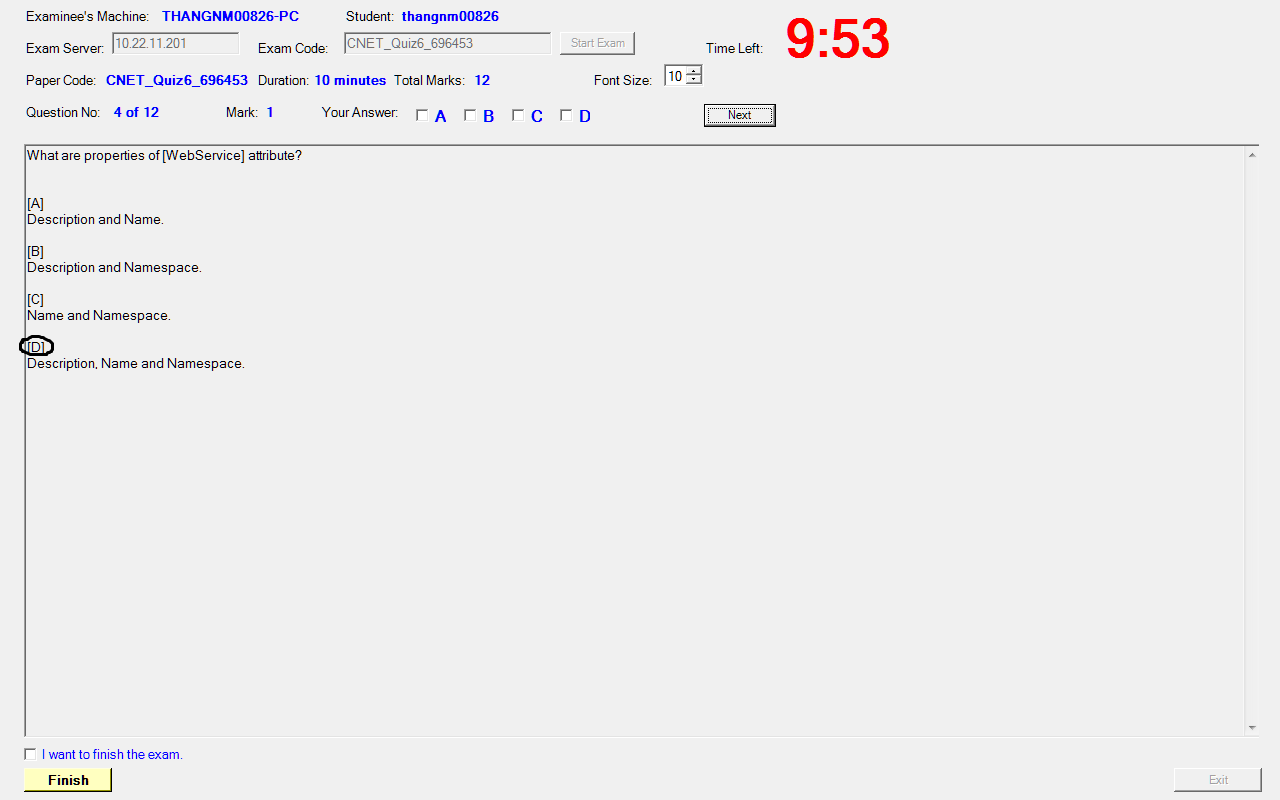 Examinee's Machine: THANGNM00826-PC Student: thangnm00826
Exam Server: 10.22.11.201 Exam Code: CNET_Quiz6_696453 Start Exam Time Left: 9:53
Paper Code: CNET_Quiz6_696453 Duration: 10 minutes Total Marks: 12 Font Size: 10
Question No: 4 of 12 Mark: 1 Your Answer: A B C D Next
What are properties of [WebService] attribute?
[A]
Description and Name.
[B]
Description and Namespace.
[C]
Name and Namespace.
[D]
Description, Name and Namespace.
I want to finish the exam.
Finish Exit